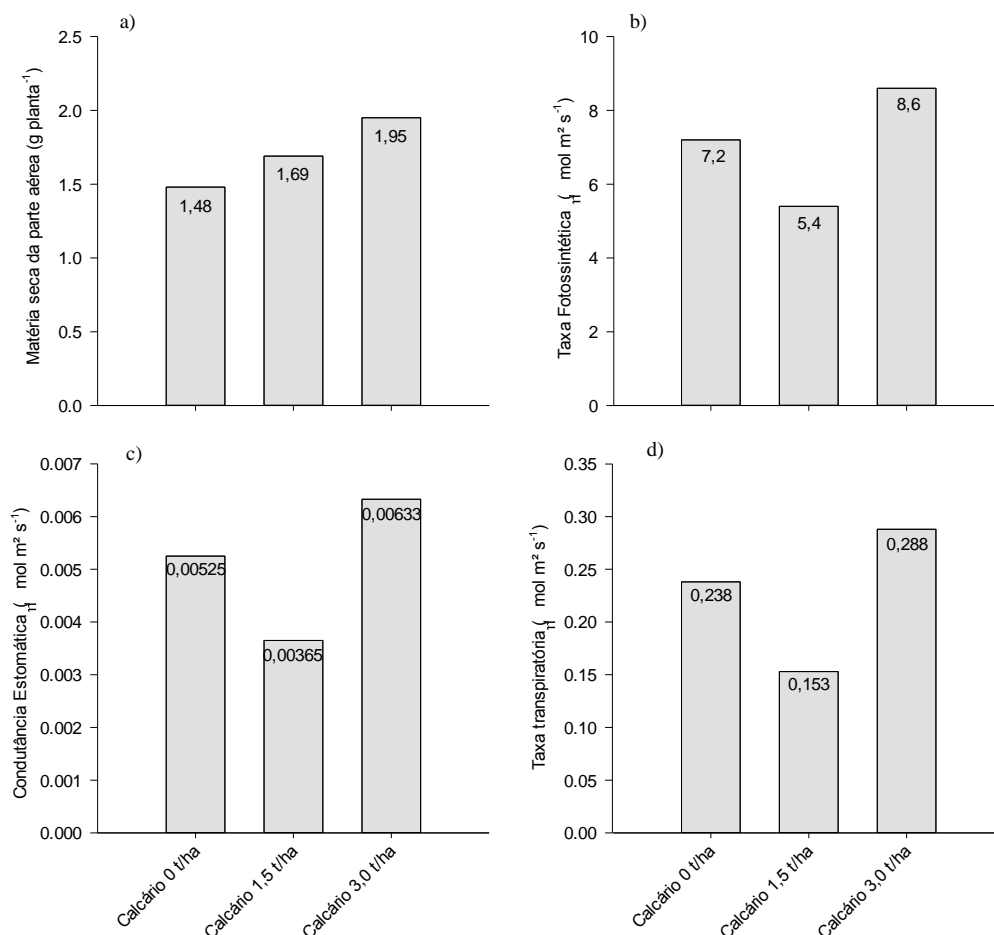 a)
Matéria seca da parte aérea (g planta-1)
2.5
2.0
1.5
1.0
0.5
0.0
1,48
1,69
1,95
b)
Taxa Fotossintética ( mol m² s-1)
10
8
6
4
2
0
7,2
5,4
8,6
c)
Condutância Estomática ( mol m² s-1)
0.007
0.006
0.005
0.004
0.003
0.002
0.001
0.000
0,00525
0,00365
0,00633
Calcário 0 t/ha
Calcário 1,5 t/ha
Calcário 3,0 t/ha
d)
Taxa transpiratória ( mol m² s-1)
0.35
0.30
0.25
0.20
0.15
0.10
0.05
0.00
0,238
0,153
0,288
Calcário 0 t/ha
Calcário 1,5 t/ha
Calcário 3,0 t/ha